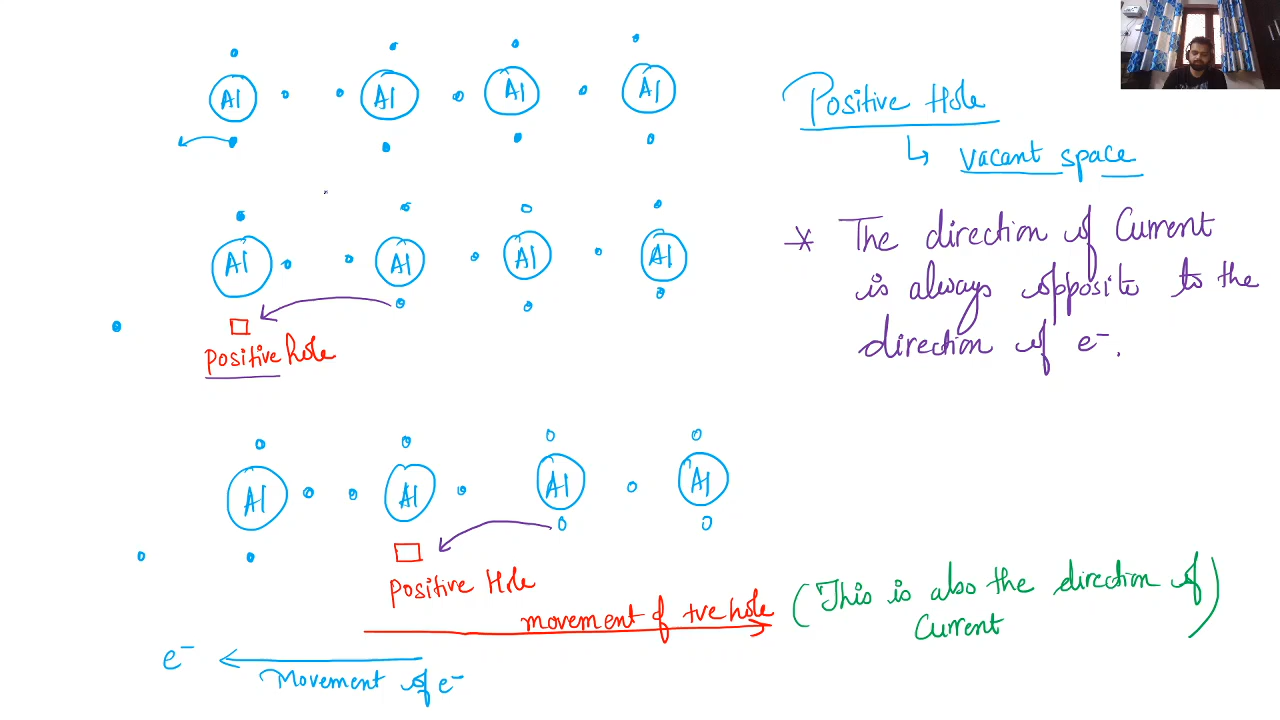 Al Al Al Al
Positive Hole
↳ vacant space
Al Al Al Al
* The direction of Current
is always opposite to the
direction of e⁻.
Positive hole
Al Al Al Al
Positive Hole
movement of +ve hole
(This is also the direction of
Current)
e⁻
Movement of e⁻